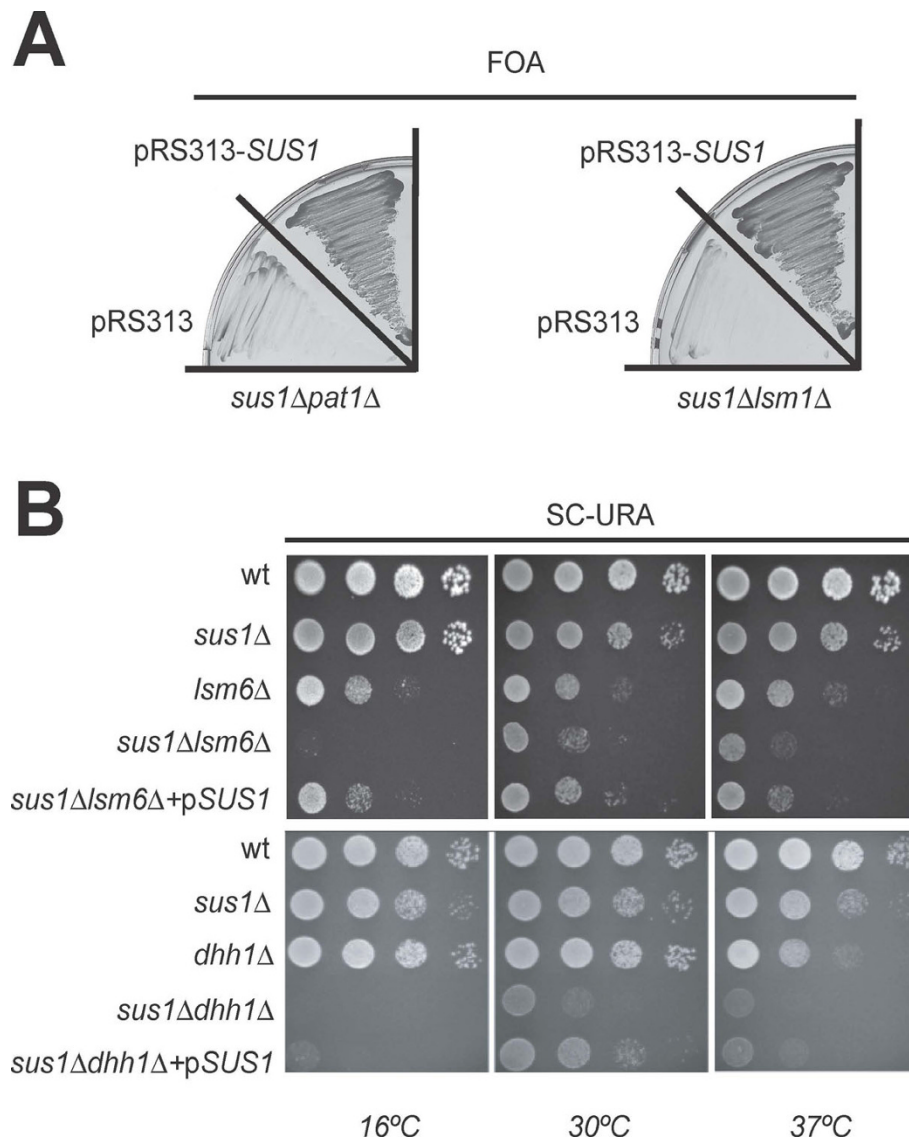 A
FOA
pRS313-SUS1
pRS313-SUS1
pRS313
pRS313
sus1Δpat1Δ
sus1Δlsm1Δ
B
SC-URA
wt
sus1Δ
lsm6Δ
sus1Δlsm6Δ
sus1Δlsm6Δ+pSUS1
wt
sus1Δ
dhh1Δ
sus1Δdhh1Δ
sus1Δdhh1Δ+pSUS1
16ºC
30ºC
37ºC